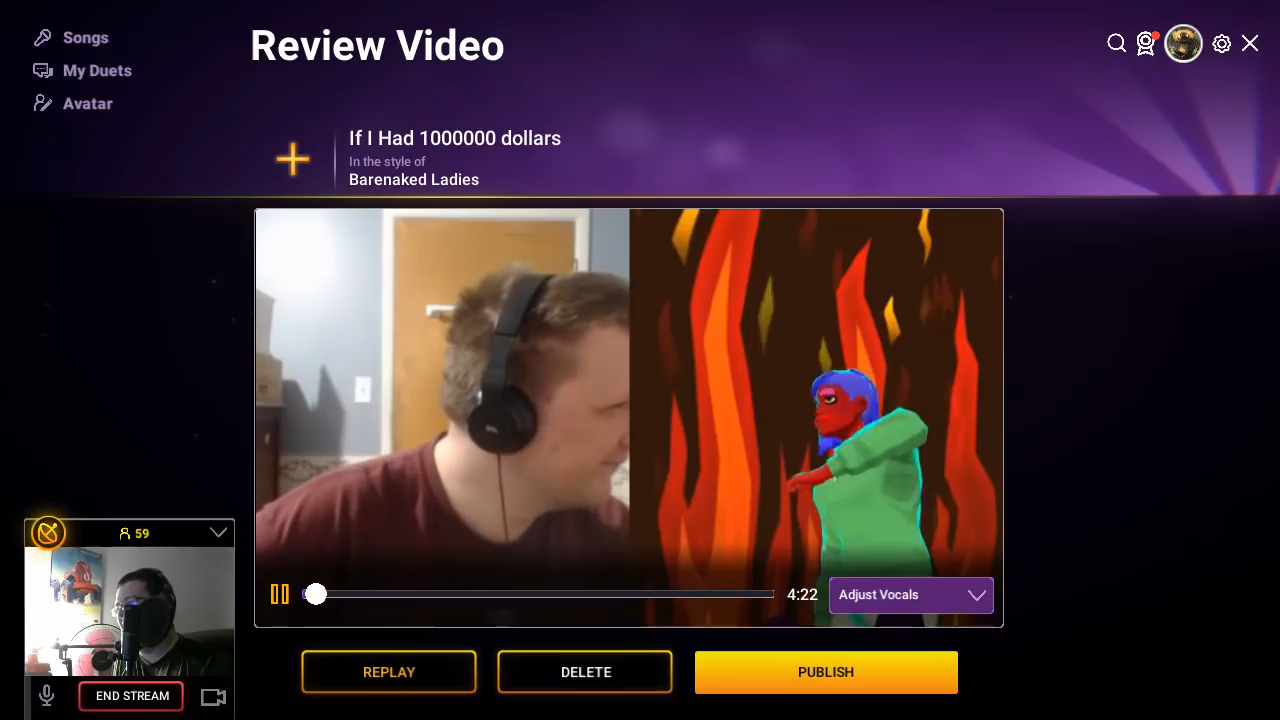 Songs
My Duets
Avatar
Review Video
If I Had 1000000 dollars
In the style of
Barenaked Ladies
59
END STREAM
4:22
Adjust Vocals
REPLAY
DELETE
PUBLISH